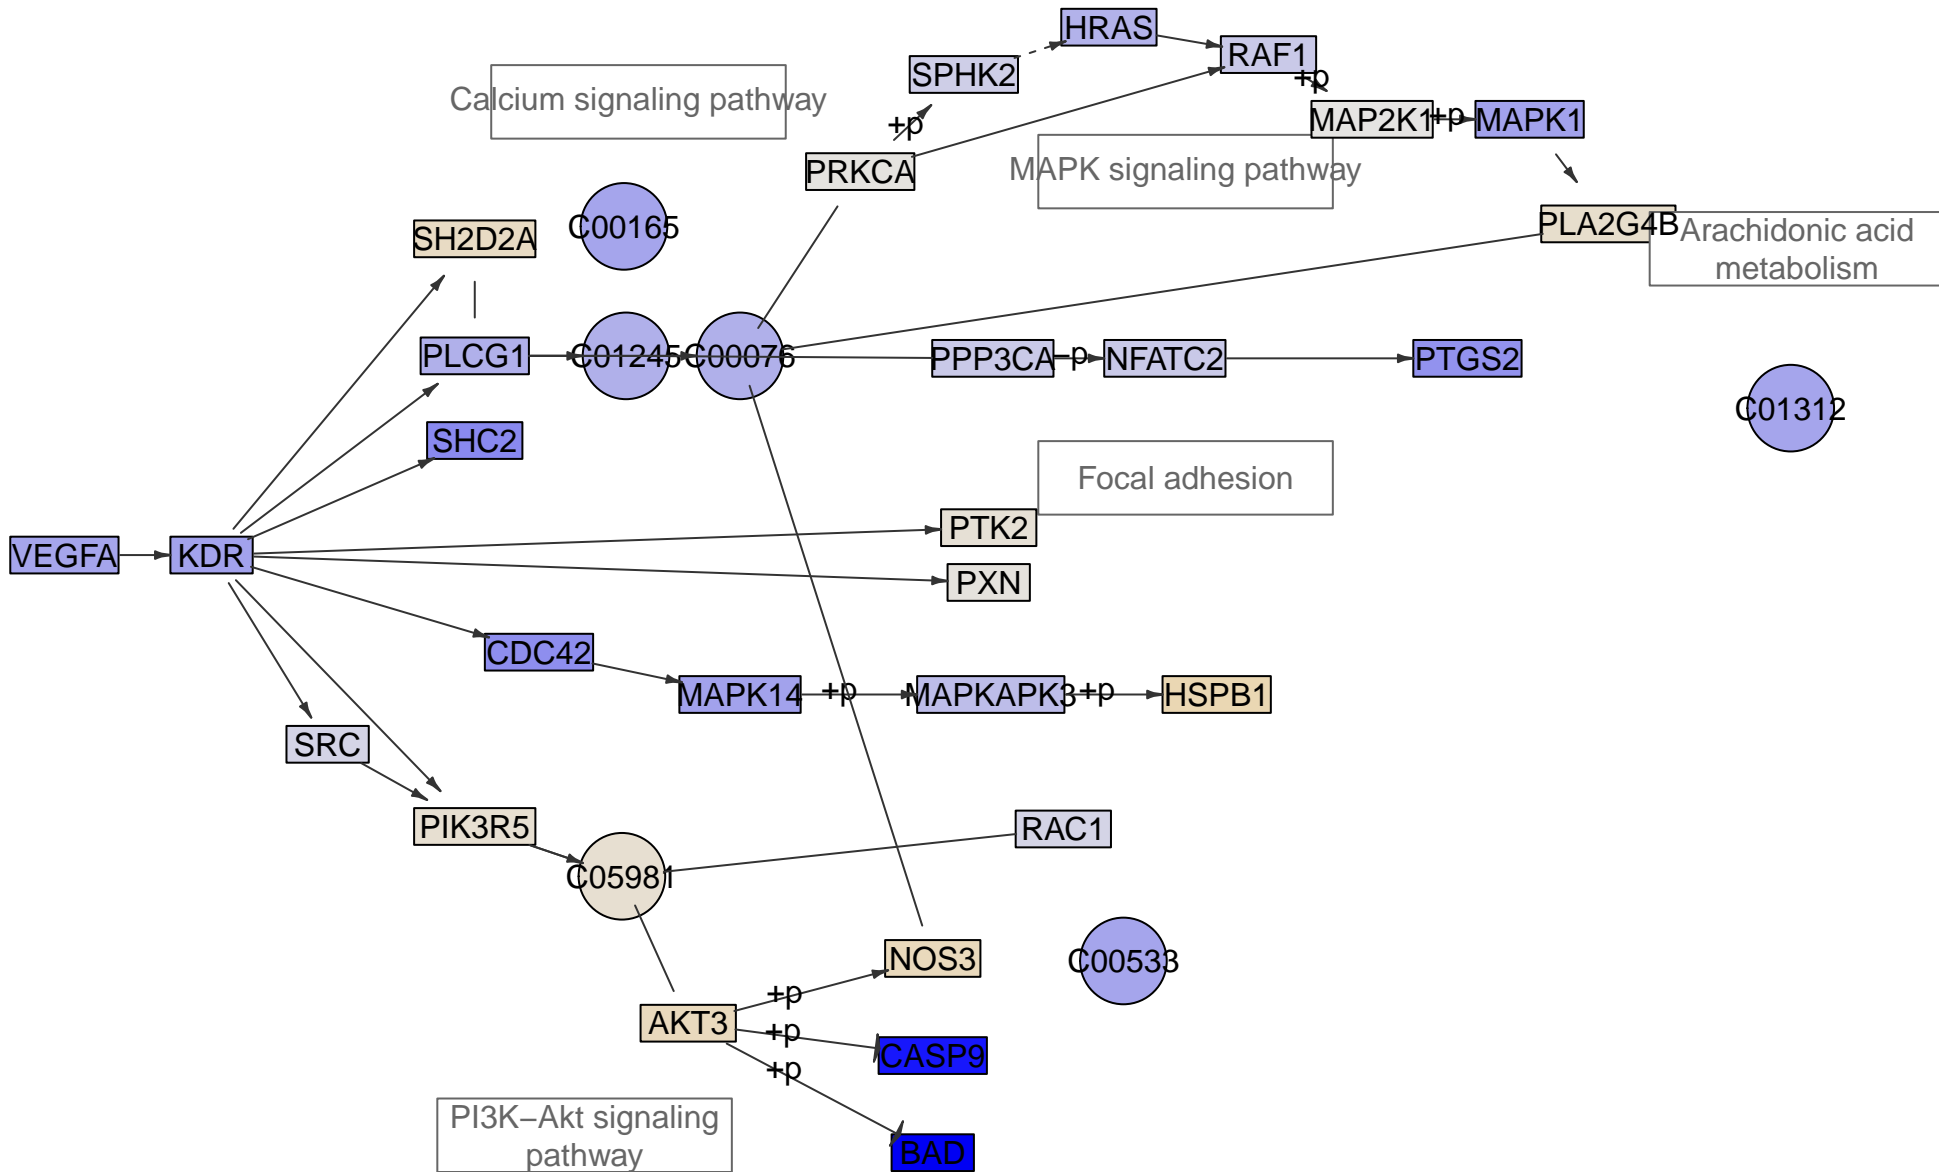 HRAS
RAF1
SPHK2
+p
Calcium signaling pathway
MAP2K1
+p
MAPK1
+p
PRKCA
MAPK signaling pathway
C00165
SH2D2A
PLA2G4B
Arachidonic acid
metabolism
PLCG1
C01245
C00076
PPP3CA
−p
NFATC2
PTGS2
C01312
SHC2
Focal adhesion
PTK2
VEGFA
KDR
PXN
CDC42
MAPK14
+p
MAPKAPK3
+p
HSPB1
SRC
PIK3R5
RAC1
C05981
NOS3
C00533
+p
AKT3
+p
CASP9
+p
PI3K−Akt signaling
pathway
BAD